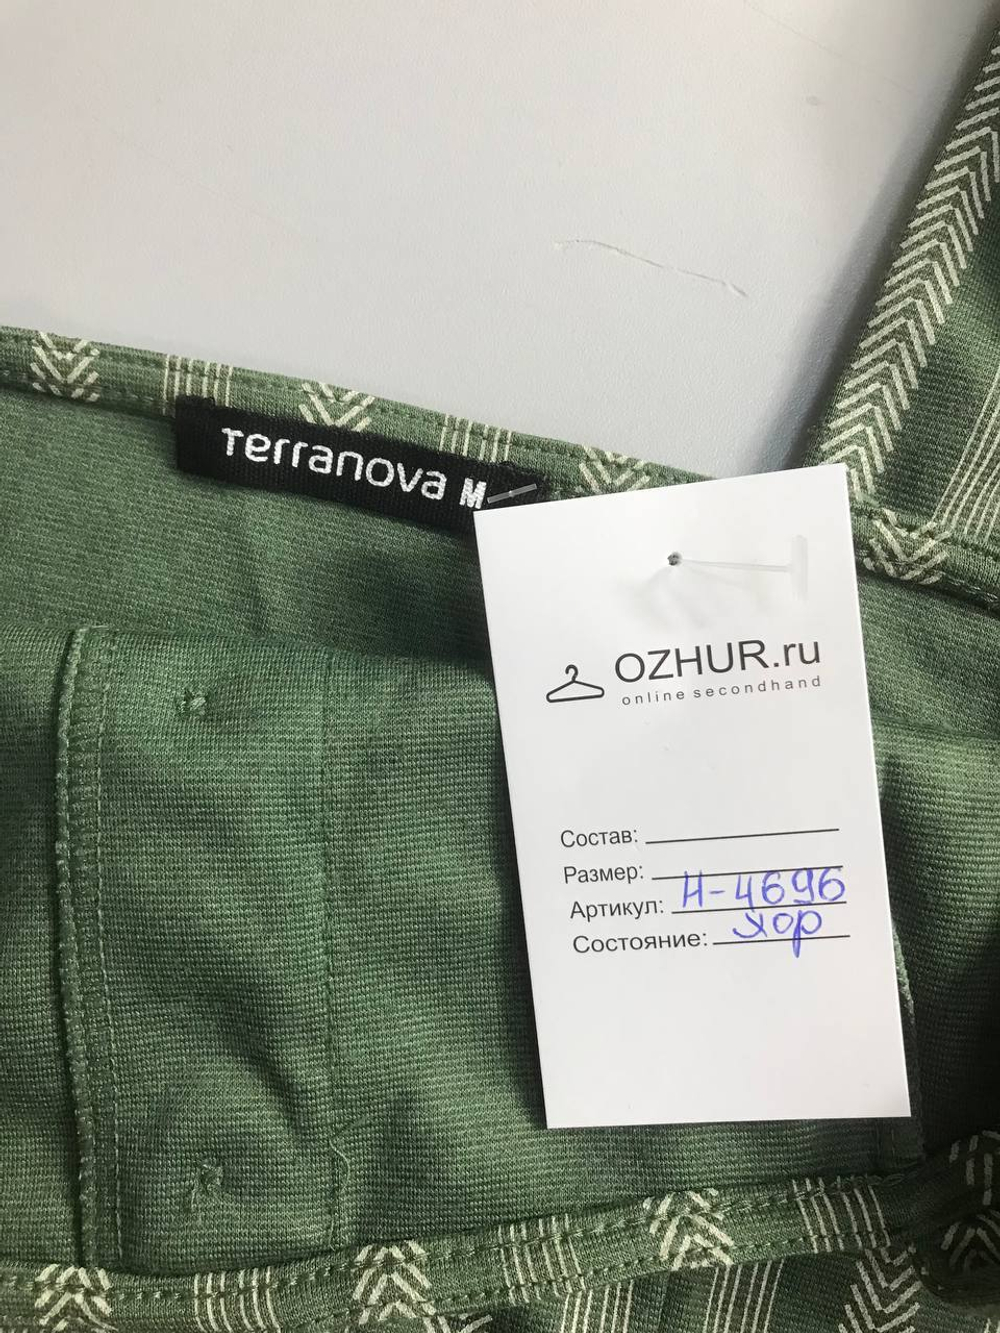 Terranova M
OZHUR.ru
online secondhand
Состав:
Размер:
Артикул: Н-4696
Состояние: хор